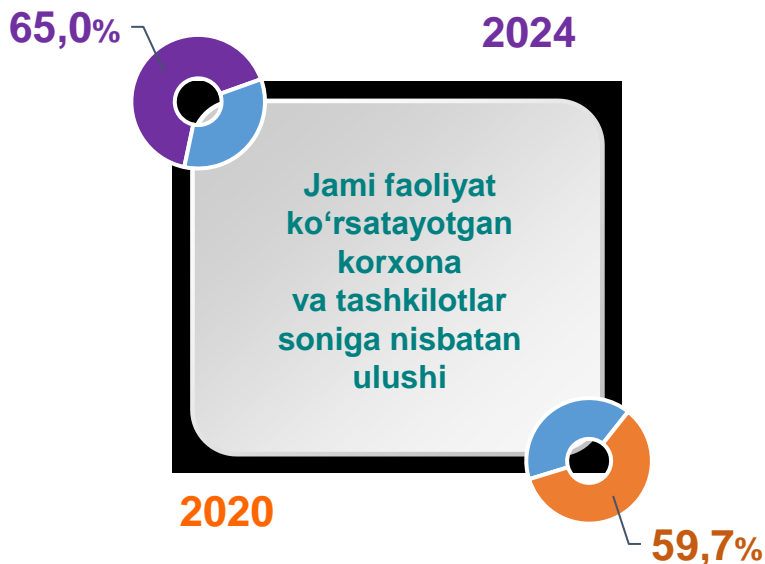 65,0%
2024
Jami faoliyat
ko‘rsatayotgan
korxona
va tashkilotlar
soniga nisbatan
ulushi
2020
59,7%